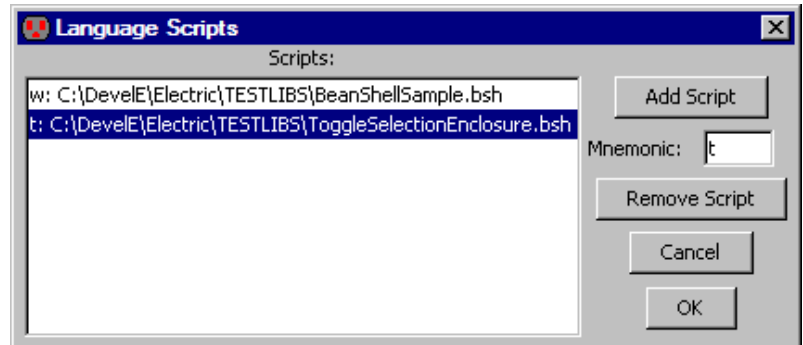 Language Scripts
Scripts:
w: C:\DevelE\Electric\TESTLIBS\BeanShellSample.bsh
t: C:\DevelE\Electric\TESTLIBS\ToggleSelectionEnclosure.bsh
Add Script
Mnemonic: t
Remove Script
Cancel
OK